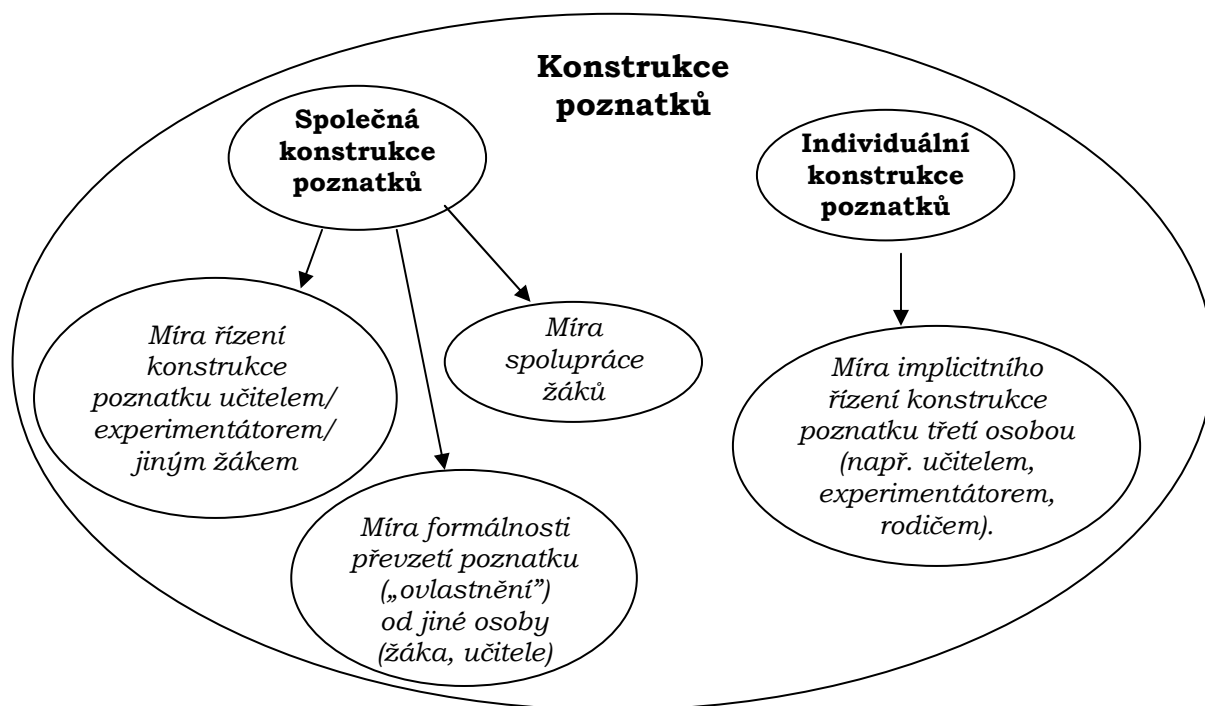 Konstrukce
poznatků
Společná
konstrukce
poznatků
Individuální
konstrukce
poznatků
Míra řízení
konstrukce
poznatku učitelem/
experimentátorem/
jiným žákem
Míra
spolupráce
žáků
Míra implicitního
řízení konstrukce
poznatku třetí osobou
(např. učitelem,
experimentátorem,
rodičem).
Míra formálnosti
převzetí poznatku
(„ovlastnění”)
od jiné osoby
(žáka, učitele)